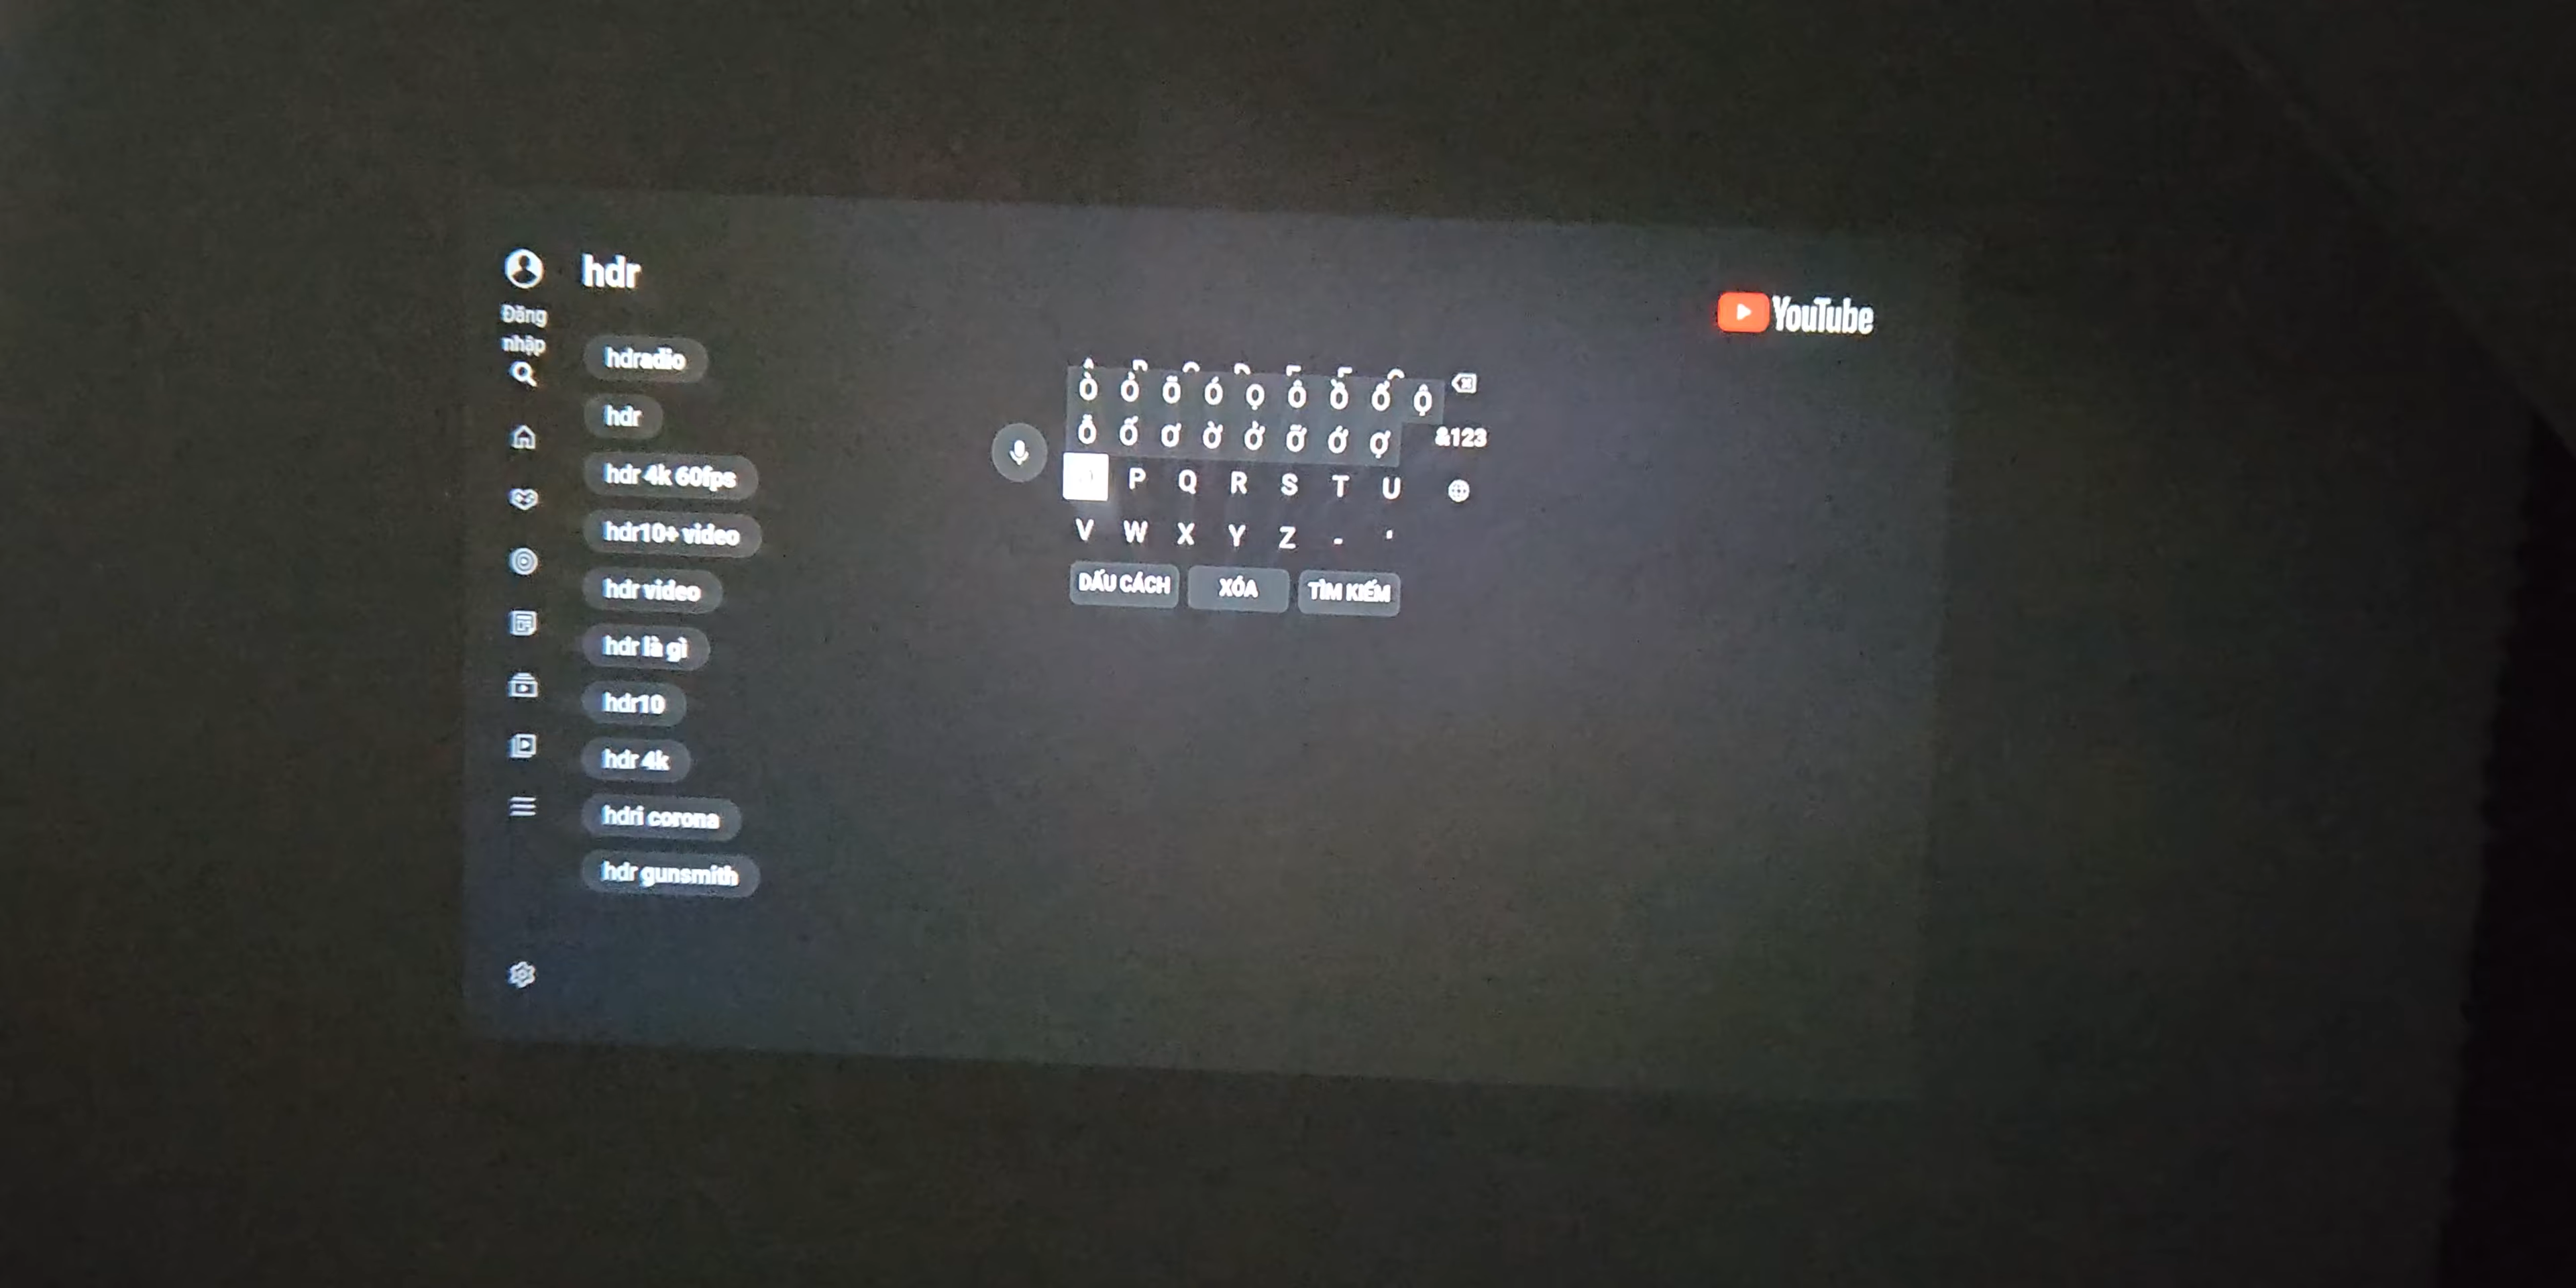 hdr
Đăng
nhập
hdradio
hdr
hdr 4k 60fps
hdr10+ video
hdr video
hdr là gì
hdr10
hdr 4k
hdri corona
hdr gunsmith
YouTube
Ò Ỏ Õ Ó Ọ Ô Ồ Ổ Ộ
Ỗ Ố Ơ Ờ Ở Ỡ Ớ Ợ
&123
P Q R S T U
V W X Y Z - '
DẤU CÁCH XÓA TÌM KIẾM